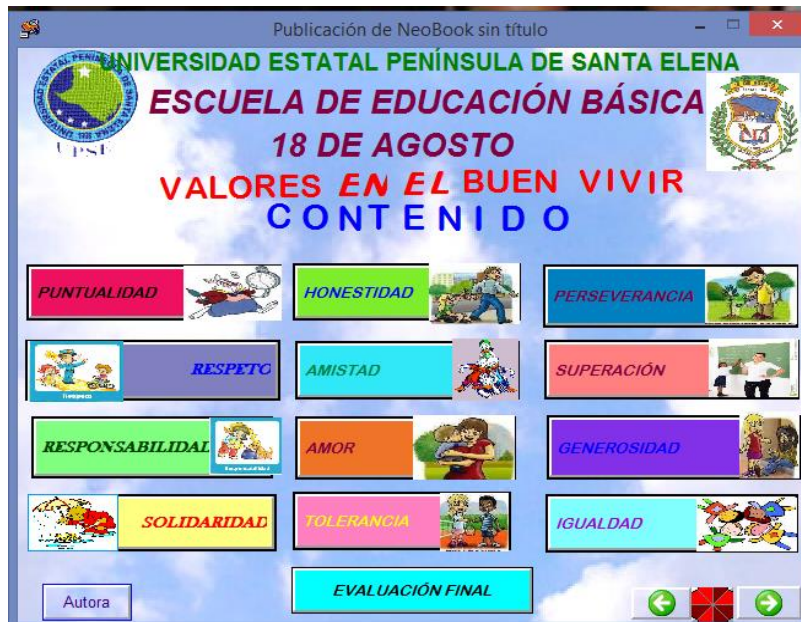 Publicación de NeoBook sin título
UNIVERSIDAD ESTATAL PENÍNSULA DE SANTA ELENA
UPSE
ESCUELA DE EDUCACIÓN BÁSICA
18 DE AGOSTO
VALORES EN EL BUEN VIVIR
CONTENIDO
PUNTUALIDAD
HONESTIDAD
PERSEVERANCIA
RESPETO
AMISTAD
SUPERACIÓN
RESPONSABILIDAD
Responsabilidad
AMOR
GENEROSIDAD
SOLIDARIDAD
TOLERANCIA
IGUALDAD
Autora
EVALUACIÓN FINAL